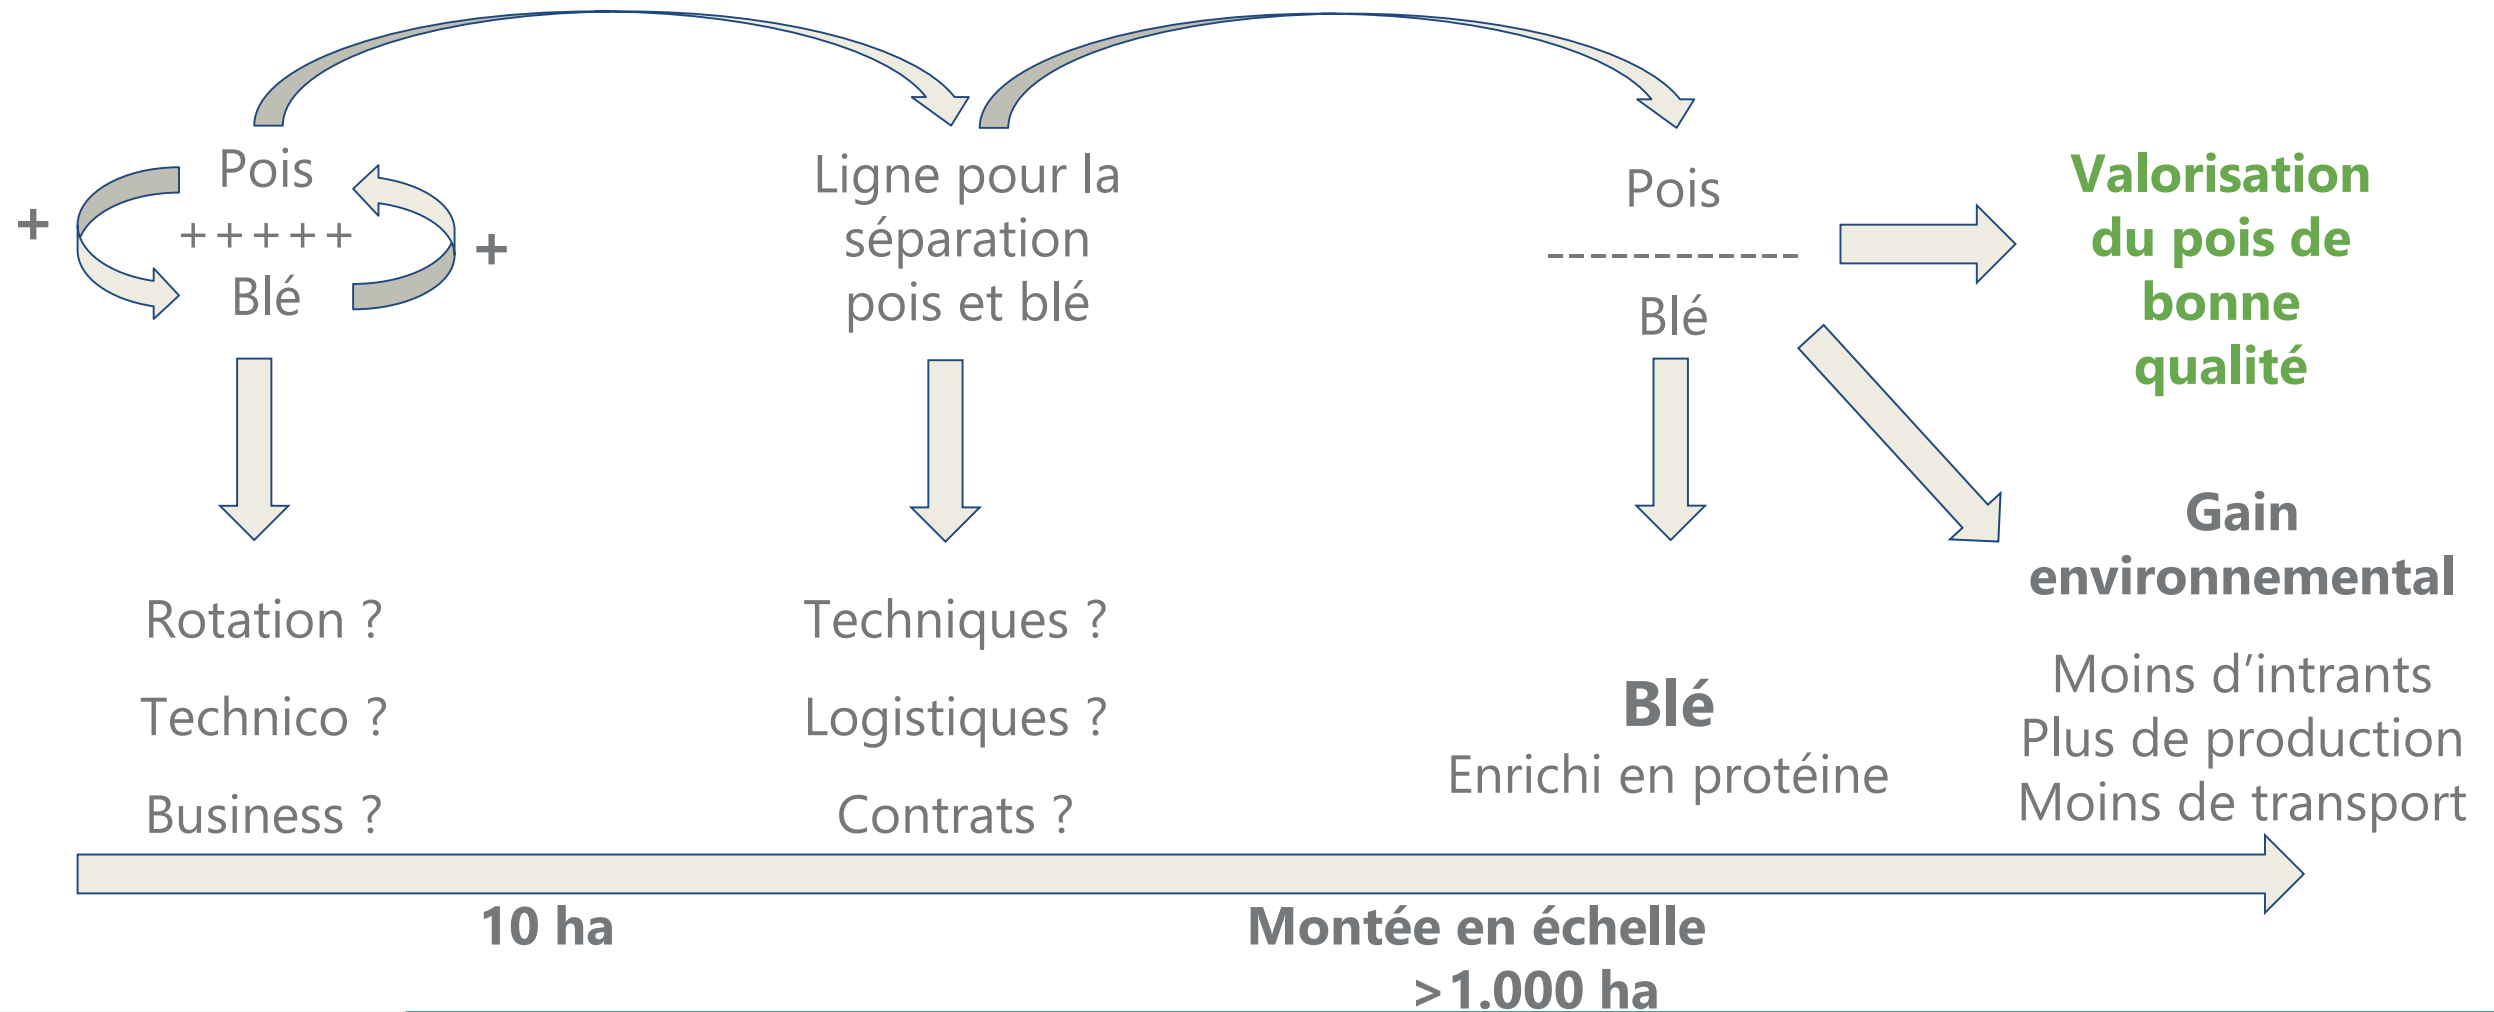 Pois
+
+ + + + +
+
Blé
Ligne pour la
séparation
pois et blé
Pois
Blé
Valorisation
du pois de
bonne
qualité
Gain
environnemental
Moins d’intrants
Plus de production
Moins de transport
Rotation ?
Technico ?
Business ?
Techniques ?
Logistiques ?
Contrats ?
Blé
Enrichi en protéine
10 ha
Montée en échelle
>1.000 ha